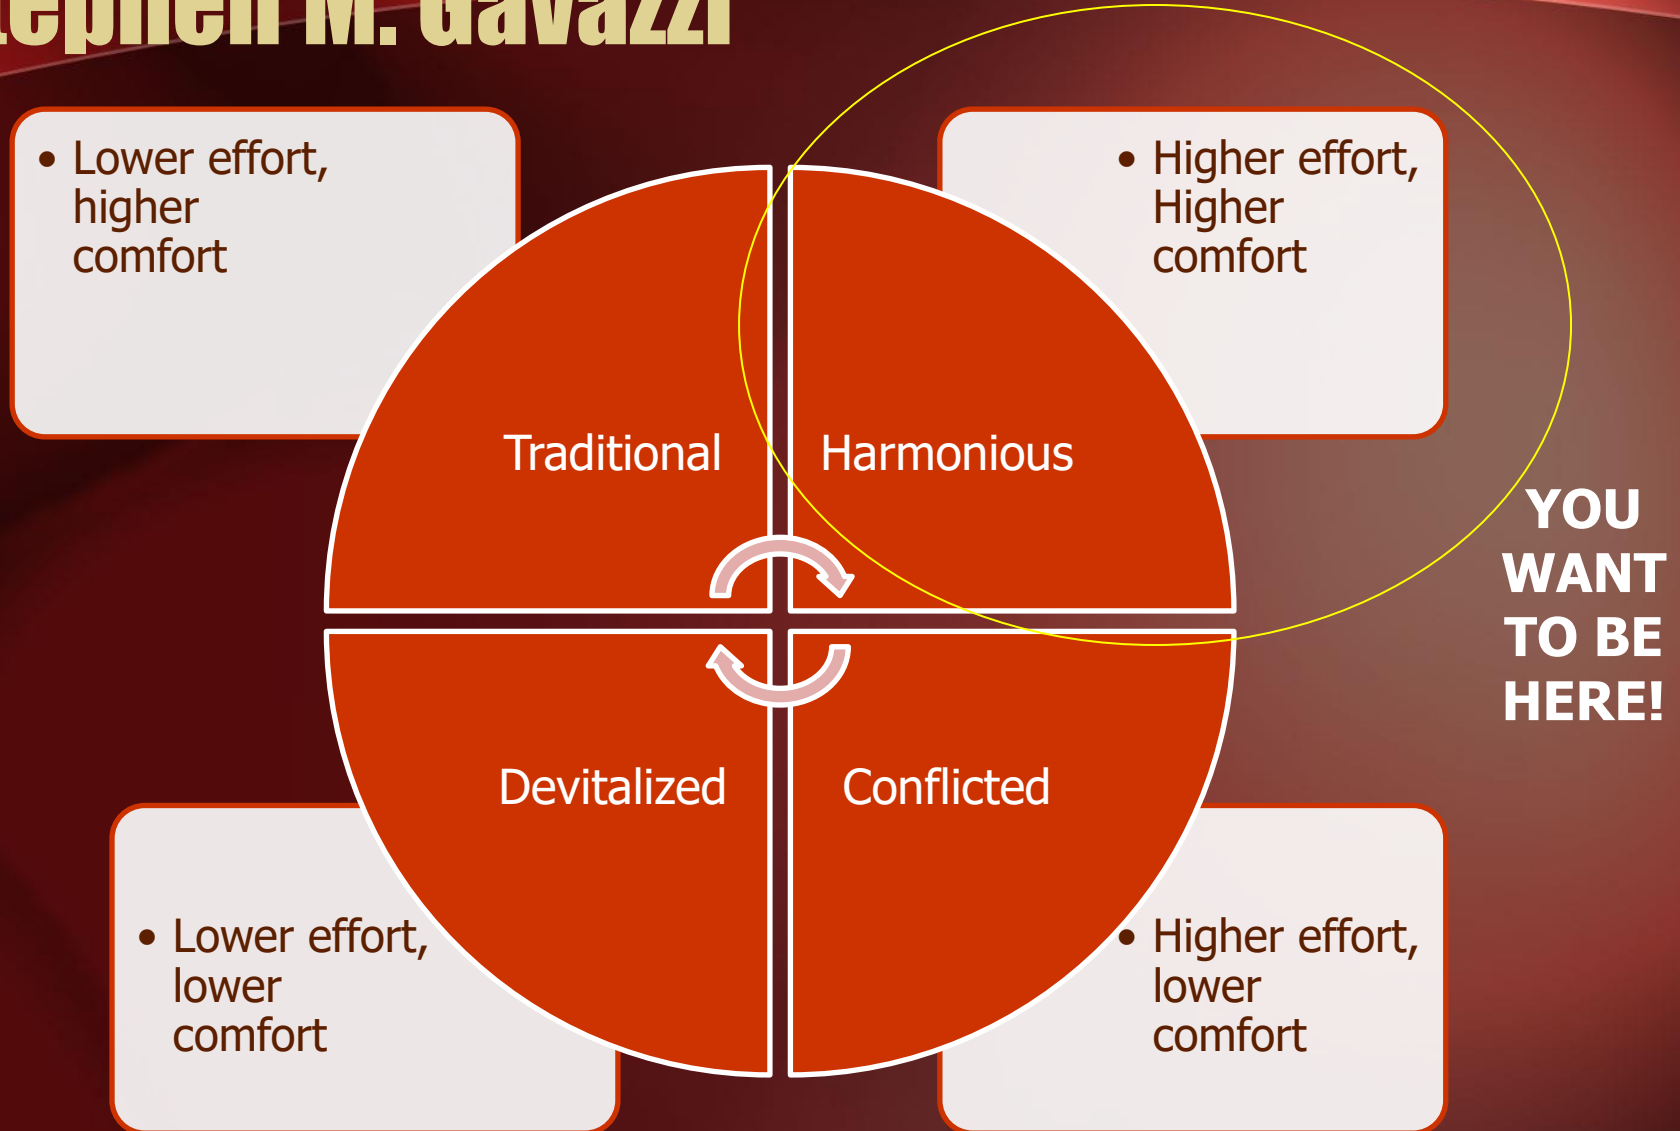 M. Gavazzi
• Lower effort,
higher
comfort
• Higher effort,
Higher
comfort
Traditional
Harmonious
YOU
WANT
TO BE
HERE!
Devitalized
Conflicted
• Lower effort,
lower
comfort
• Higher effort,
lower
comfort